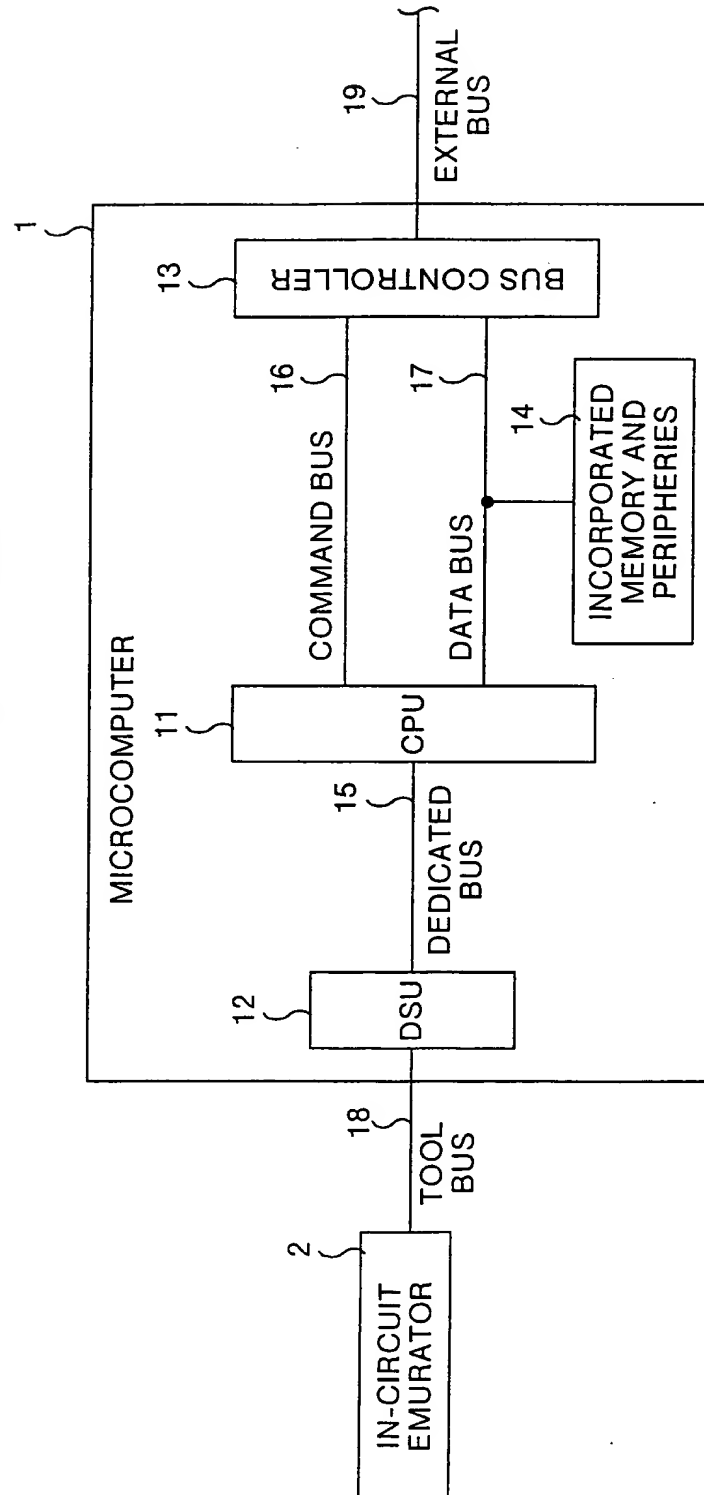 1
MICROCOMPUTER
2
IN-CIRCUIT
EMURATOR
18
TOOL
BUS
12
DSU
15
DEDICATED
BUS
11
CPU
COMMAND BUS
16
DATA BUS
17
13
BUS CONTROLLER
14
INCORPORATED
MEMORY AND
PERIPHERIES
19
EXTERNAL
BUS